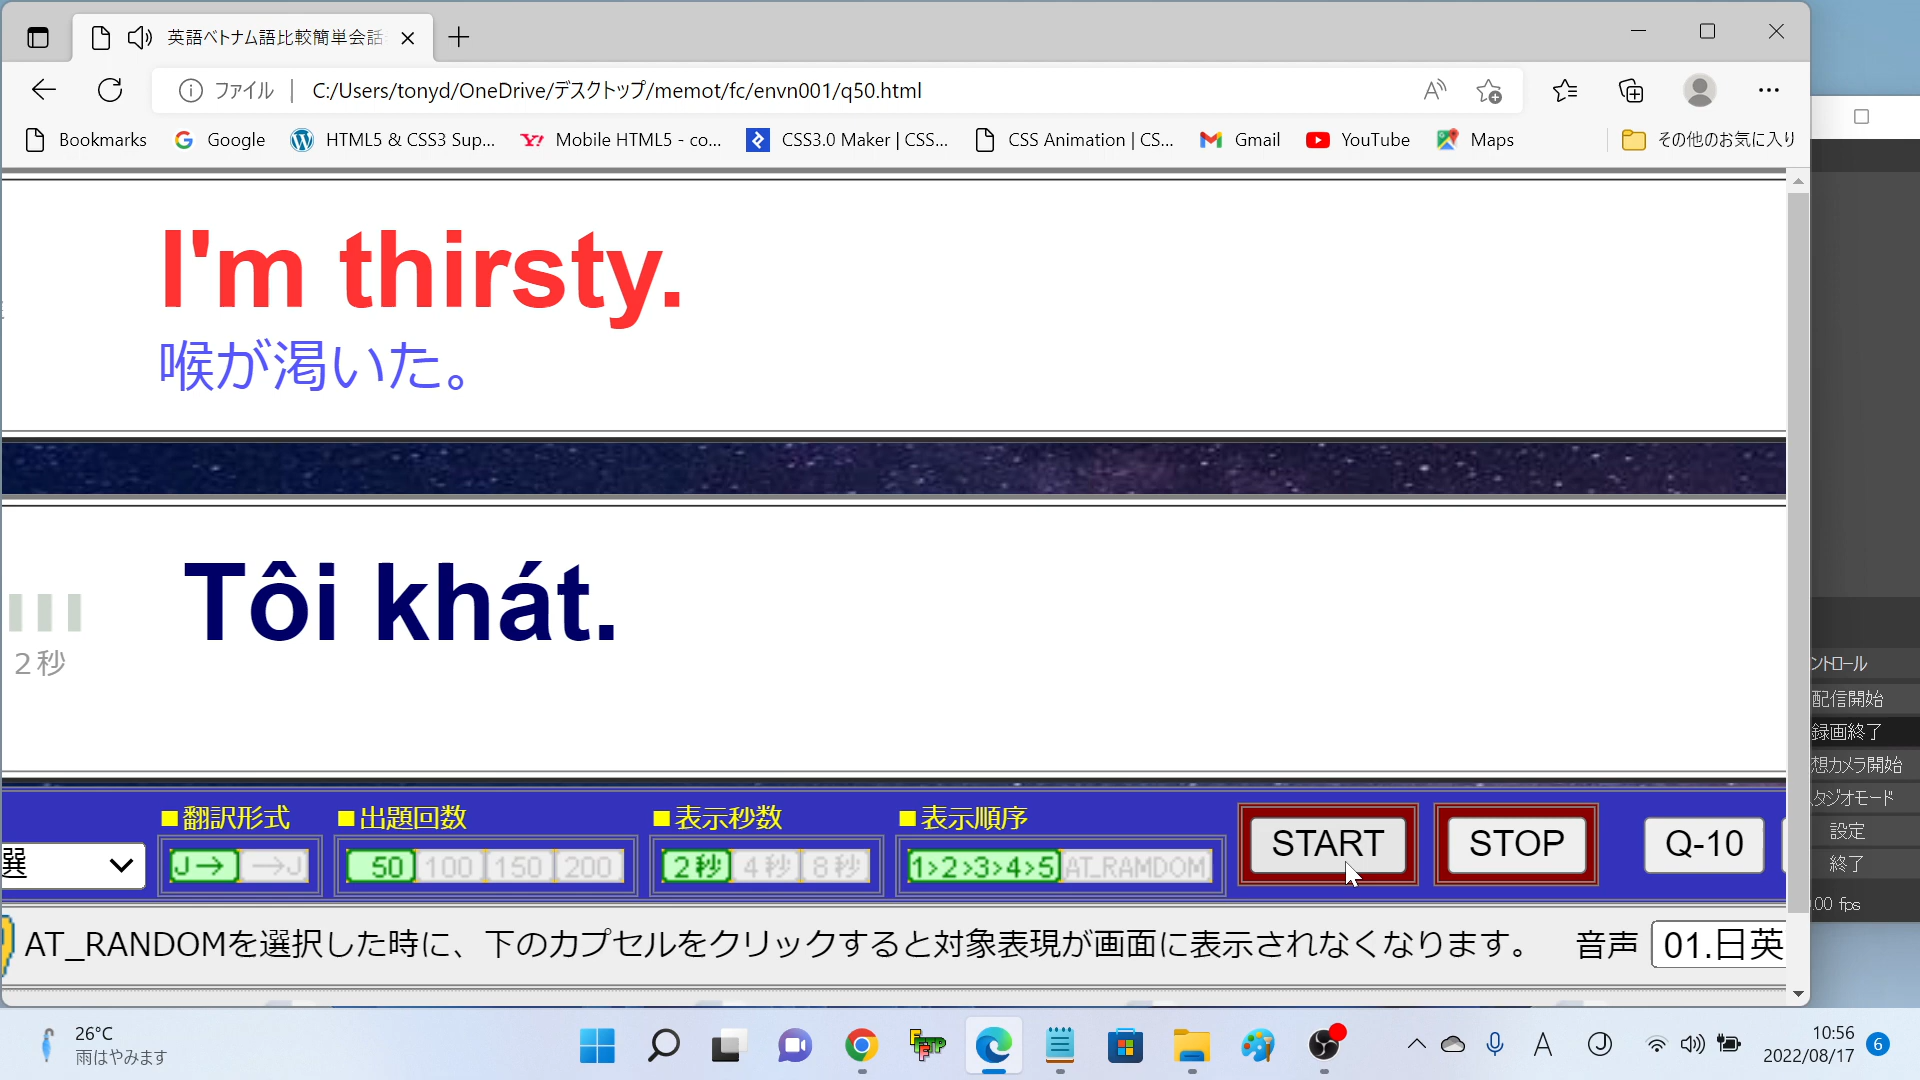 英語ベトナム語比較簡単会話
ファイル C:/Users/tonyd/OneDrive/デスクトップ/memot/fc/envn001/q50.html
Bookmarks Google HTML5 & CSS3 Sup... Mobile HTML5 - co... CSS3.0 Maker | CSS... CSS Animation | CS... Gmail YouTube Maps その他のお気に入り
I'm thirsty.
喉が渇いた。
Tôi khát.
2秒
ントロール
配信開始
録画終了
想カメラ開始
タジオモード
設定
終了
.00 fps
■翻訳形式 ■出題回数 ■表示秒数 ■表示順序
選 J→ →J 50 100 150 200 2秒 4秒 8秒 1>2>3>4>5 AT_RAMDOM START STOP Q-10
AT_RANDOMを選択した時に、下のカプセルをクリックすると対象表現が画面に表示されなくなります。 音声 01.日英
26°C
雨はやみます
FFFTP
A J
10:56
2022/08/17 6